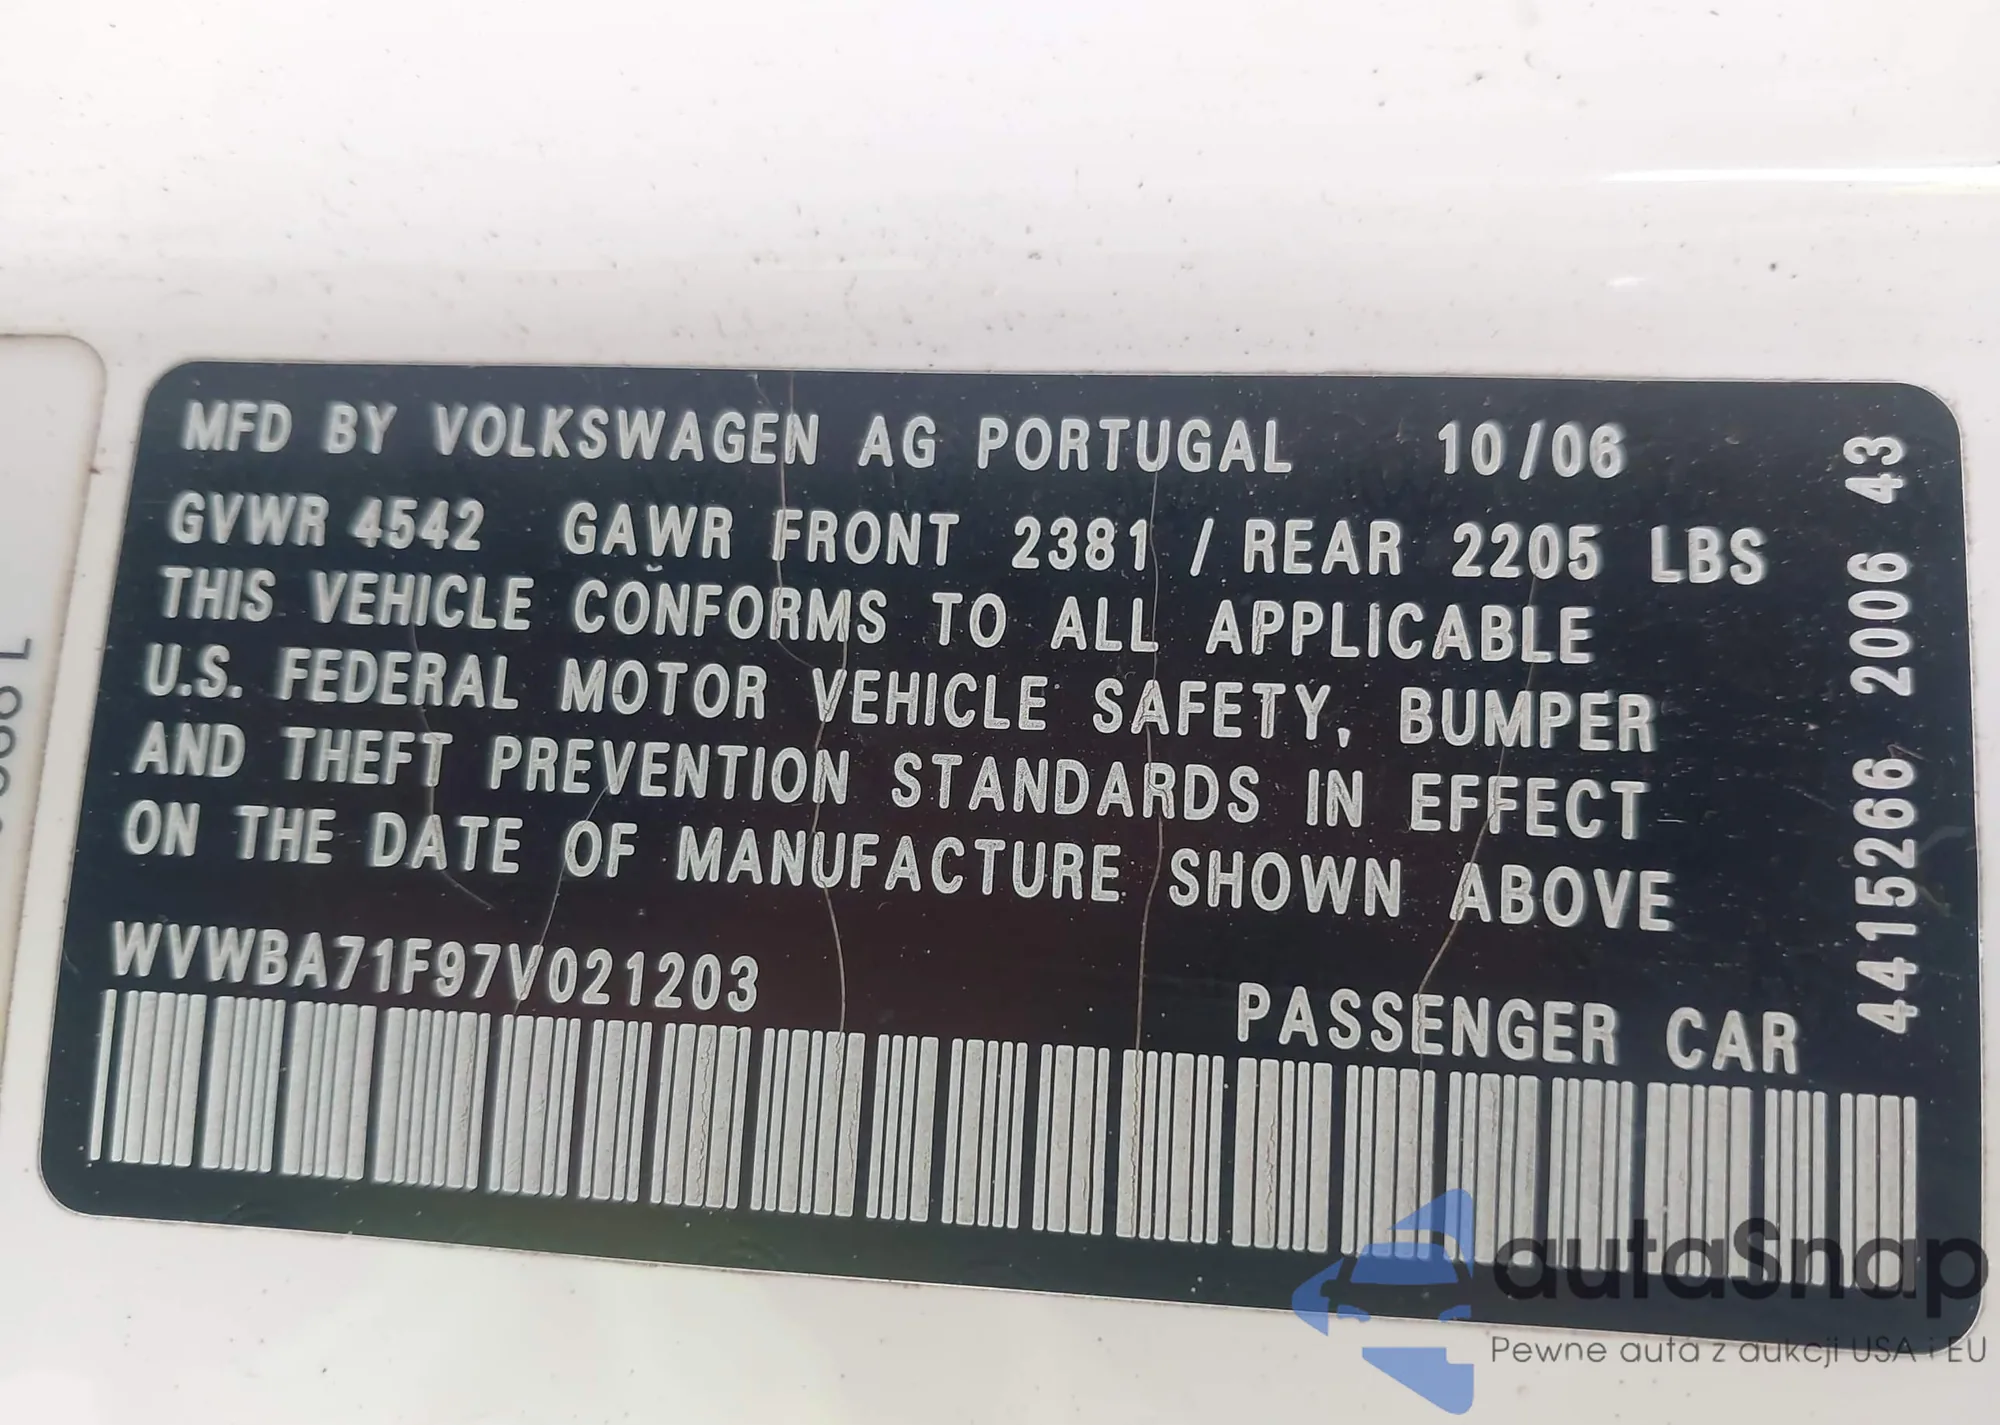 MFD BY VOLKSWAGEN AG PORTUGAL 10/06
GVWR 4542 GAWR FRONT 2381 / REAR 2205 LBS
THIS VEHICLE CONFORMS TO ALL APPLICABLE
U.S. FEDERAL MOTOR VEHICLE SAFETY, BUMPER
AND THEFT PREVENTION STANDARDS IN EFFECT
ON THE DATE OF MANUFACTURE SHOWN ABOVE
WVWBA71F97V021203
PASSENGER CAR
4415266 2006 43
autaSnap
Pewne auta z aukcji USA i EU